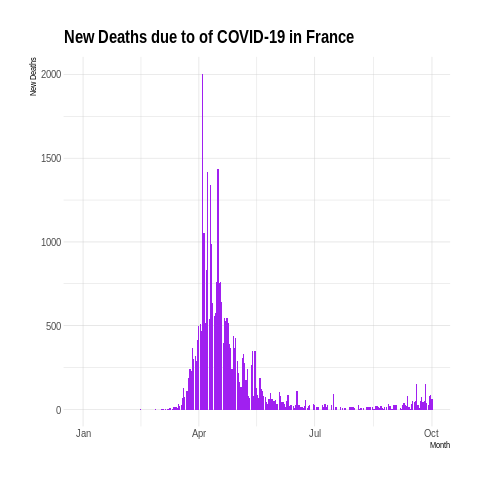 New Deaths due to of COVID-19 in France
New Deaths
2000
1500
1000
500
0
Jan Apr Jul Oct
Month